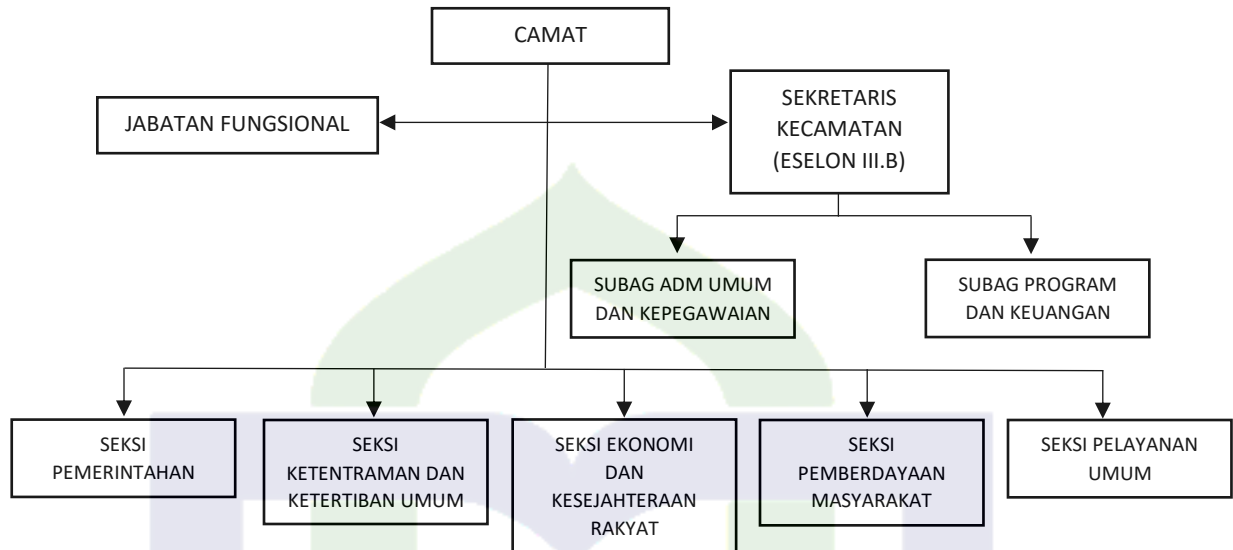 CAMAT
JABATAN FUNGSIONAL
SEKRETARIS
KECAMATAN
(ESELON III.B)
SUBAG ADM UMUM
DAN KEPEGAWAIAN
SUBAG PROGRAM
DAN KEUANGAN
SEKSI
PEMERINTAHAN
SEKSI
KETENTRAMAN DAN
KETERTIBAN UMUM
SEKSI EKONOMI
DAN
KESEJAHTERAAN
RAKYAT
SEKSI
PEMBERDAYAAN
MASYARAKAT
SEKSI PELAYANAN
UMUM